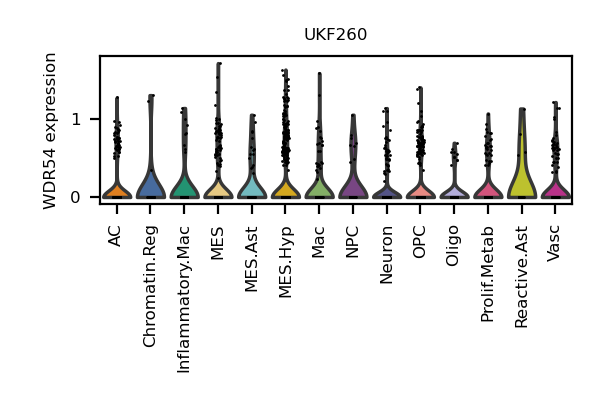 UKF260
WDR54 expression
1
0
AC
Chromatin.Reg
Inflammatory.Mac
MES
MES.Ast
MES.Hyp
Mac
NPC
Neuron
OPC
Oligo
Prolif.Metab
Reactive.Ast
Vasc